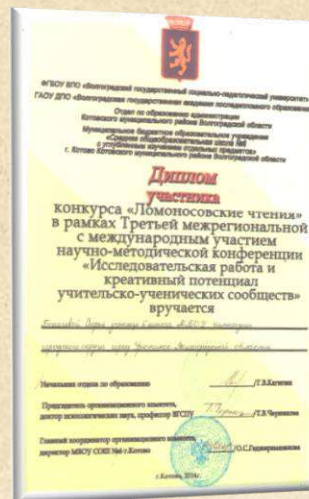 ФГБОУ ВПО «Волгоградский государственный социально-педагогический университет»
ГАОУ ДПО «Волгоградская государственная академия последипломного образования»
Отдел по образованию администрации
Котовского муниципального района Волгоградской области
Муниципальное бюджетное образовательное учреждение
«Средняя общеобразовательная школа №6
с углубленным изучением отдельных предметов»
г. Котово Котовского муниципального района Волгоградской области
Диплом
участника
конкурса «Ломоносовские чтения»
в рамках Третьей межрегиональной
с международным участием
научно-методической конференции
«Исследовательская работа и
креативный потенциал
учительско-ученических сообществ»
вручается
Дарье
Начальник отдела по образованию /Т.В.
Председатель организационного комитета,
доктор психологических наук, профессор ВГСПУ /Т.В.Черникова
Главный координатор организационного комитета,
директор МБОУ СОШ №6 г.Котово /О.С.
г.Котово, 2014г.